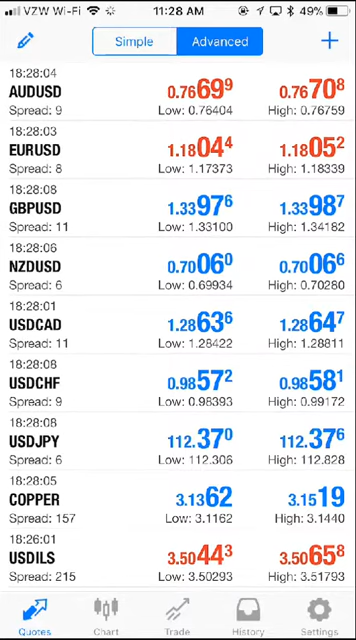 VZW Wi-Fi 11:28 AM 49%
Simple Advanced
18:28:04
AUDUSD 0.76699 0.76708
Spread: 9 Low: 0.76404 High: 0.76759
18:28:03
EURUSD 1.18044 1.18052
Spread: 8 Low: 1.17373 High: 1.18339
18:28:08
GBPUSD 1.33976 1.33987
Spread: 11 Low: 1.33100 High: 1.34182
18:28:06
NZDUSD 0.70060 0.70066
Spread: 6 Low: 0.69934 High: 0.70280
18:28:01
USDCAD 1.28636 1.28647
Spread: 11 Low: 1.28422 High: 1.28811
18:28:08
USDCHF 0.98572 0.98581
Spread: 9 Low: 0.98393 High: 0.99172
18:28:08
USDJPY 112.370 112.376
Spread: 6 Low: 112.306 High: 112.828
18:28:05
COPPER 3.1362 3.1519
Spread: 157 Low: 3.1162 High: 3.1440
18:26:01
USDILS 3.50443 3.50658
Spread: 215 Low: 3.50293 High: 3.51793
Quotes Chart Trade History Settings